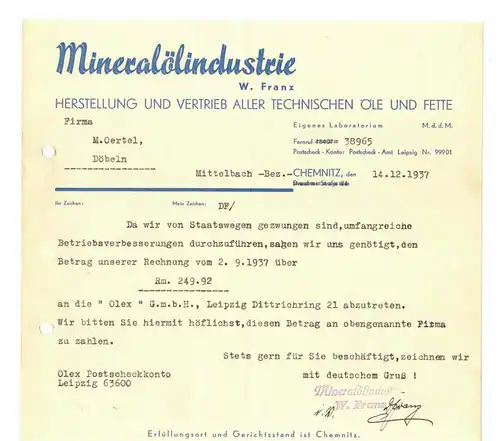 Mineralölindustrie
W. Franz
HERSTELLUNG UND VERTRIEB ALLER TECHNISCHEN ÖLE UND FETTE
Firma
M.Oertel,
Döbeln
Eigenes Laboratorium M.d.d.M.
Fernruf 38965
Postscheck-Konto: Postscheck-Amt Leipzig Nr. 99901
Mittelbach -Bez.- CHEMNITZ, den 14.12.1937
Ihr Zeichen: Mein Zeichen: DF/
Da wir von Staatswegen gezwungen sind,umfangreiche
Betriebsverbesserungen durchzuführen,sahen wir uns genötigt,den
Betrag unserer Rechnung vom 2.9.1937 über
Rm. 249.92
an die " Olex " G.m.b.H., Leipzig Dittrichring 21 abzutreten.
Wir bitten Sie hiermit höflichst,diesen Betrag an obengenannte Firma
zu zahlen.
Stets gern für Sie beschäftigt,zeichnen wir
Olex Postscheckkonto mit deutschem Gruß !
Leipzig 63600
Mineralölindustrie
W. Franz
Erfüllungsort und Gerichtsstand ist Chemnitz.